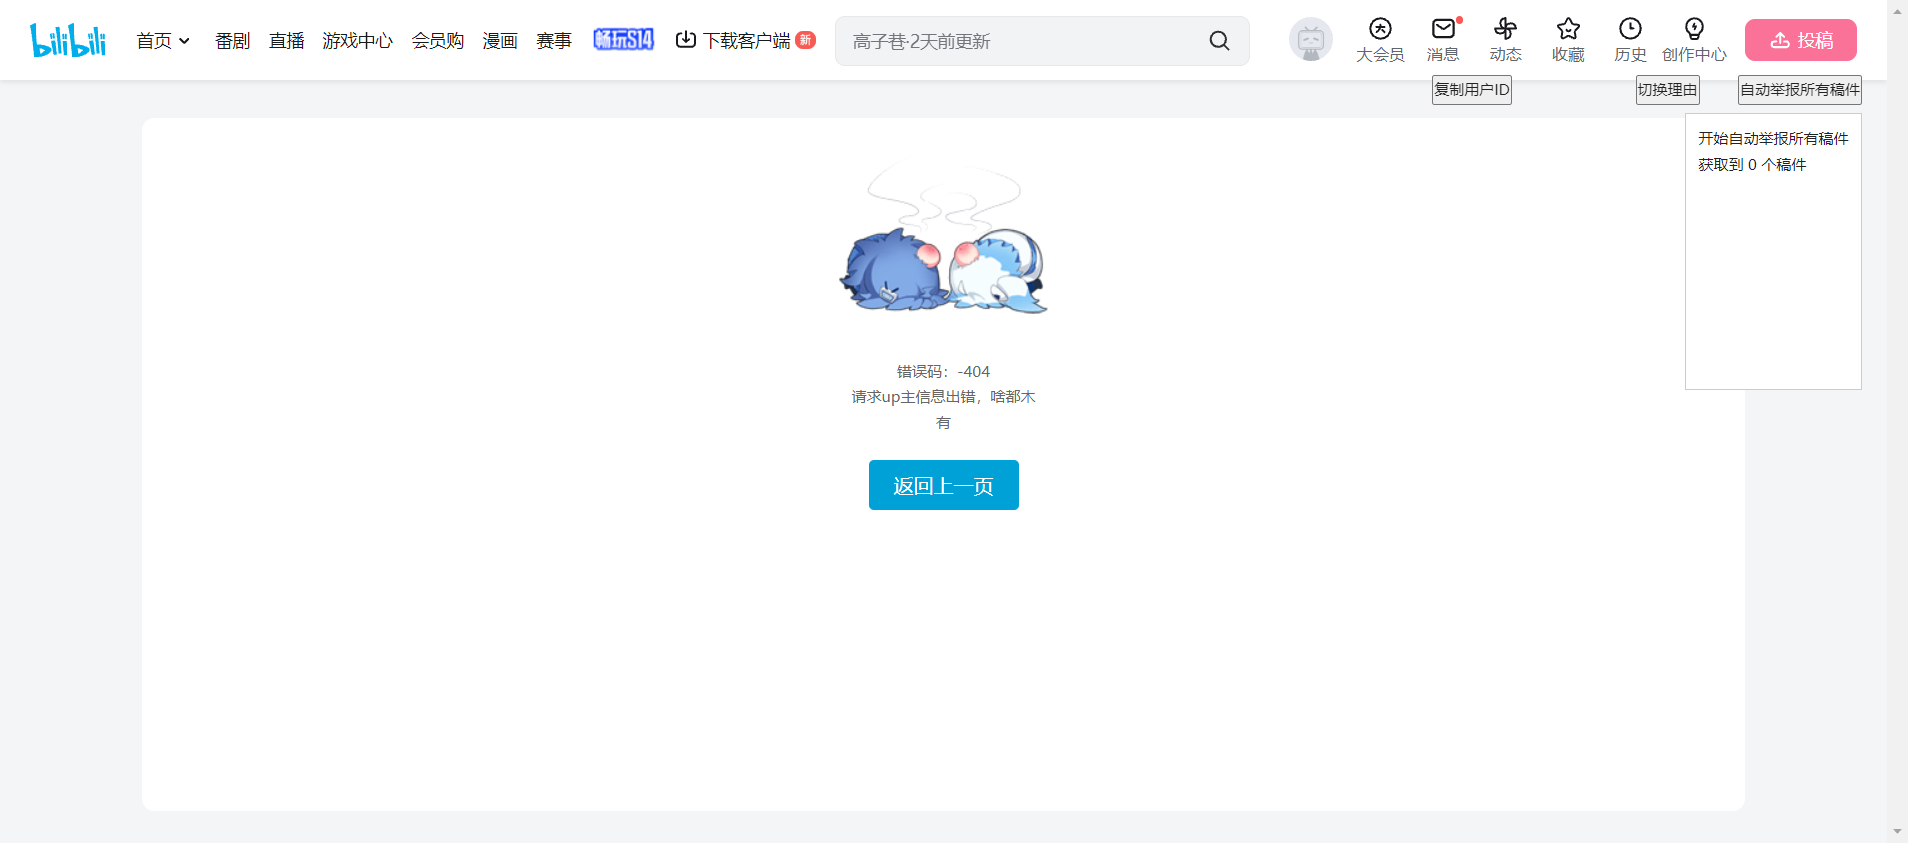 bilibili
首页
番剧
直播
游戏中心
会员购
漫画
赛事
畅玩S14
下载客户端
新
高子巷·2天前更新
大会员
消息
动态
收藏
历史
创作中心
投稿
复制用户ID
切换理由
自动举报所有稿件
开始自动举报所有稿件
获取到 0 个稿件
错误码：-404
请求up主信息出错，啥都木
有
返回上一页